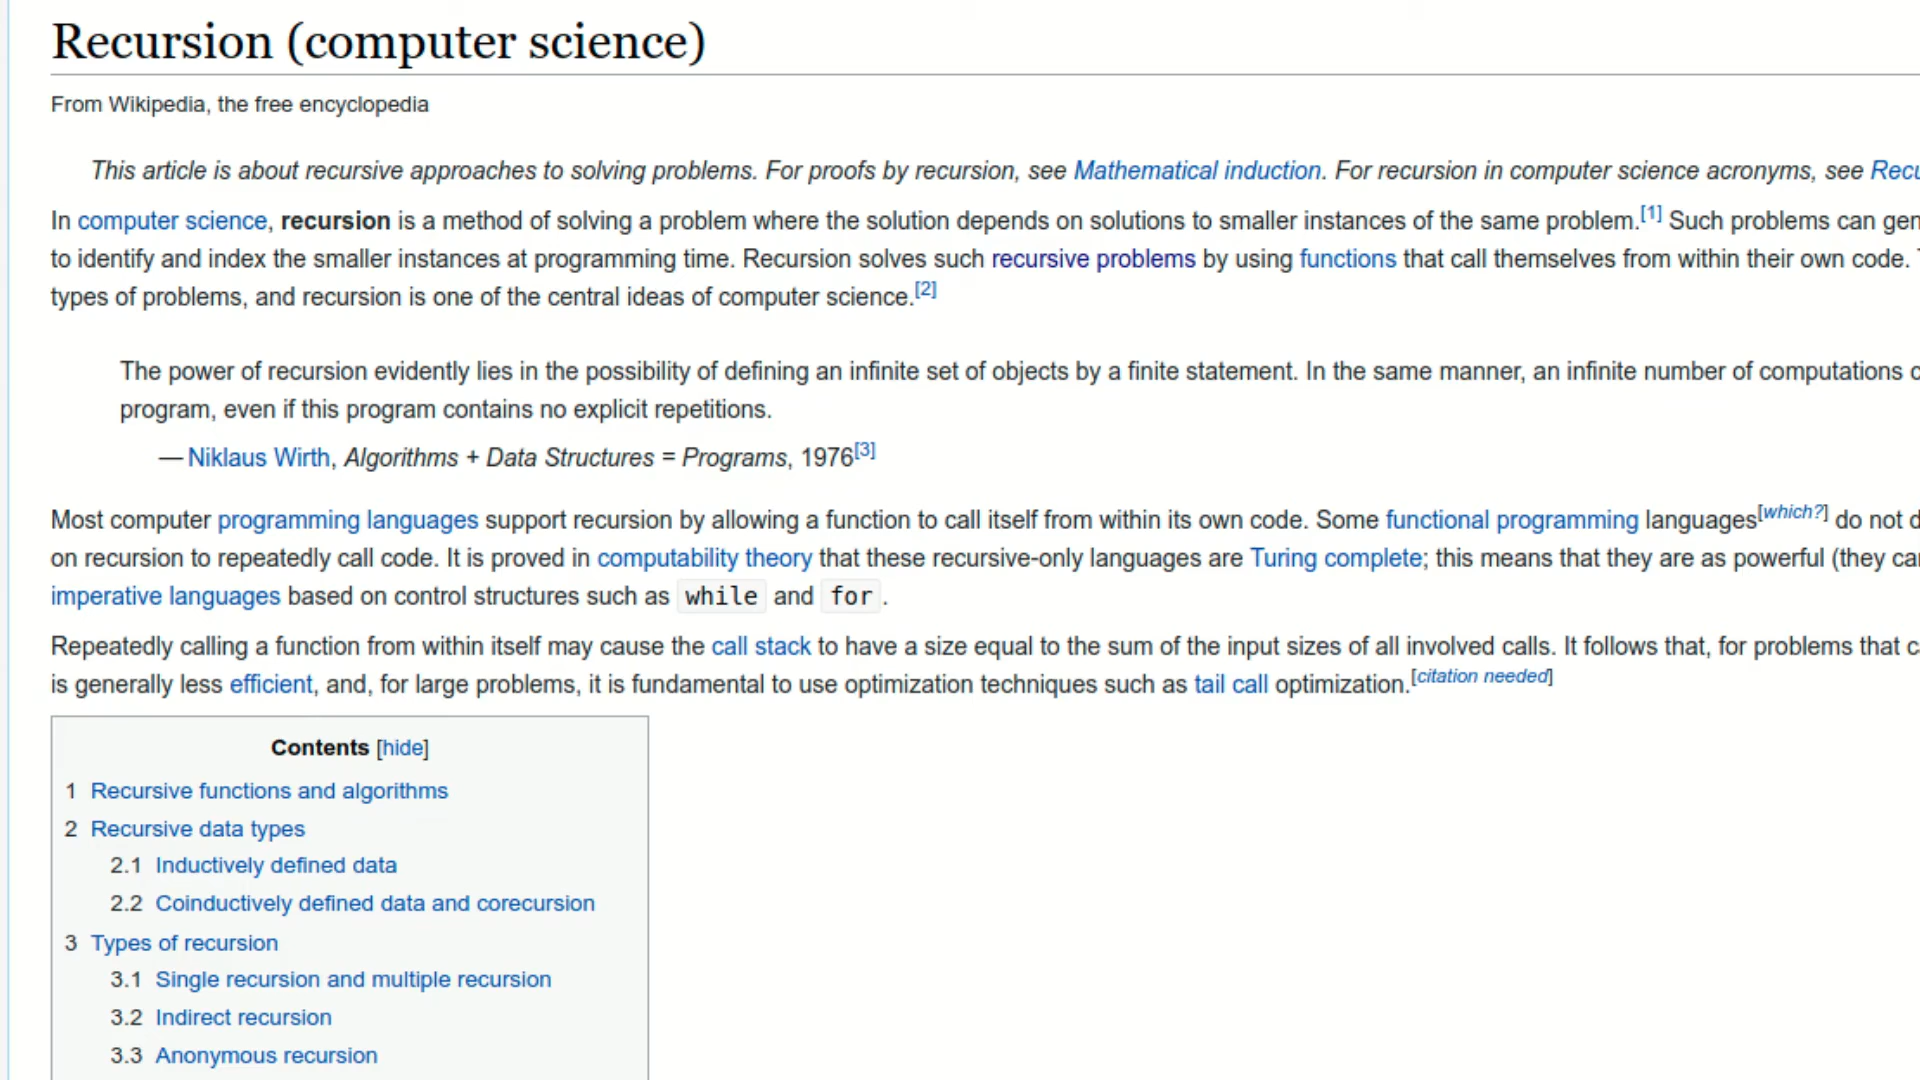 Recursion (computer science)
From Wikipedia, the free encyclopedia
This article is about recursive approaches to solving problems. For proofs by recursion, see Mathematical induction. For recursion in computer science acronyms, see
In computer science, recursion is a method of solving a problem where the solution depends on solutions to smaller instances of the same problem.[1] Such problems can
to identify and index the smaller instances at programming time. Recursion solves such recursive problems by using functions that call themselves from within their own code.
types of problems, and recursion is one of the central ideas of computer science.[2]
The power of recursion evidently lies in the possibility of defining an infinite set of objects by a finite statement. In the same manner, an infinite number of computations
program, even if this program contains no explicit repetitions.
— Niklaus Wirth, Algorithms + Data Structures = Programs, 1976[3]
Most computer programming languages support recursion by allowing a function to call itself from within its own code. Some functional programming languages[which?] do not
on recursion to repeatedly call code. It is proved in computability theory that these recursive-only languages are Turing complete; this means that they are as powerful (they
imperative languages based on control structures such as while and for.
Repeatedly calling a function from within itself may cause the call stack to have a size equal to the sum of the input sizes of all involved calls. It follows that, for problems that
is generally less efficient, and, for large problems, it is fundamental to use optimization techniques such as tail call optimization.[citation needed]
Contents [hide]
1 Recursive functions and algorithms
2 Recursive data types
2.1 Inductively defined data
2.2 Coinductively defined data and corecursion
3 Types of recursion
3.1 Single recursion and multiple recursion
3.2 Indirect recursion
3.3 Anonymous recursion